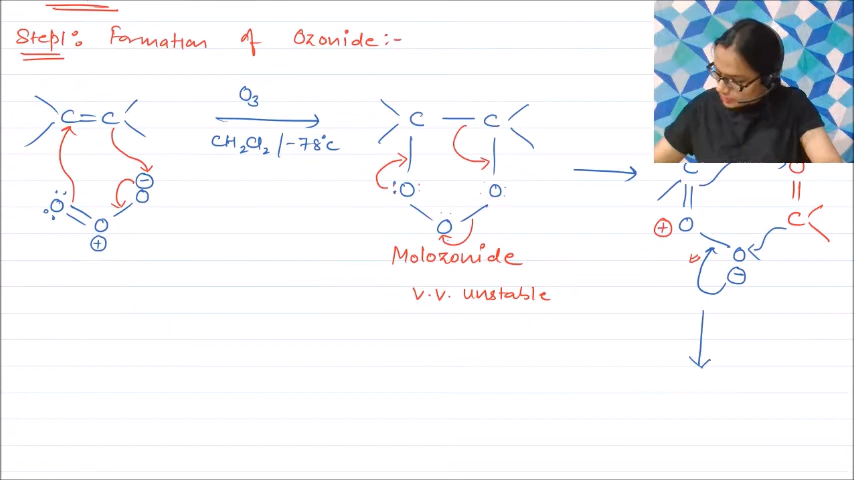 Step1: Formation of Ozonide:-
C=C
O
O
O
O3
CH2Cl2/-78°C
C — C
:O: O:
O
Molozonide
v.v. unstable
C O
O C
O